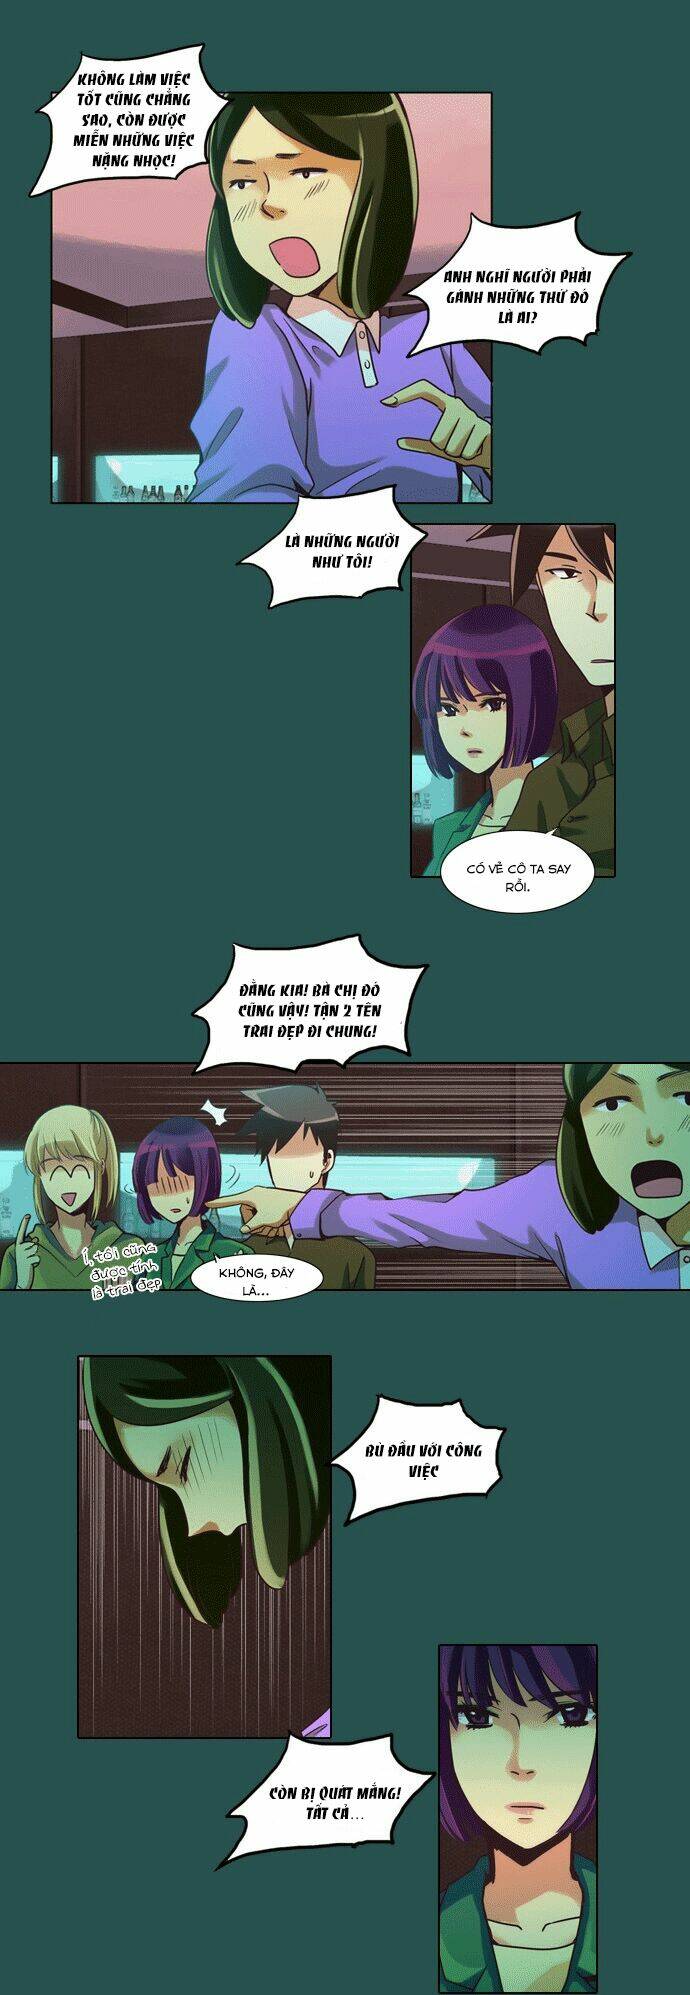 KHÔNG LÀM VIỆC
TỐT CŨNG CHẲNG
SAO, CÒN ĐƯỢC
MIỄN NHỮNG VIỆC
NẶNG NHỌC!
ANH NGHĨ NGƯỜI PHẢI
GÁNH NHỮNG THỨ ĐÓ
LÀ AI?
LÀ NHỮNG NGƯỜI
NHƯ TÔI!
CÓ VẺ CÔ TA SAY
RỒI.
ĐẰNG KIA! BÀ CHỊ ĐÓ
CŨNG VẬY! TẬN 2 TÊN
TRAI ĐẸP ĐI CHUNG!
Í, tôi cũng
được tính
là trai đẹp
KHÔNG, ĐÂY
LÀ...
BÙ ĐẦU VỚI CÔNG
VIỆC
CÒN BỊ QUÁT MẮNG!
TẤT CẢ...